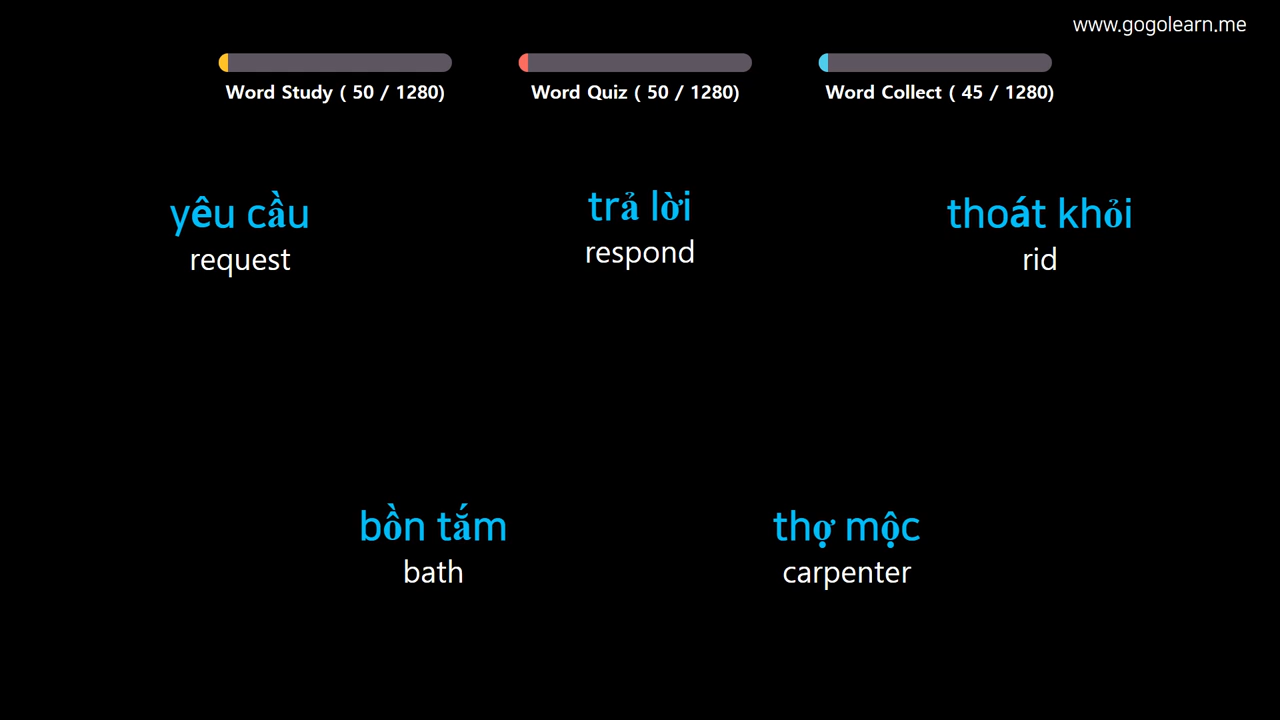 www.gogolearn.me
Word Study ( 50 / 1280)
Word Quiz ( 50 / 1280)
Word Collect ( 45 / 1280)
yêu cầu
request
trả lời
respond
thoát khỏi
rid
bồn tắm
bath
thợ mộc
carpenter